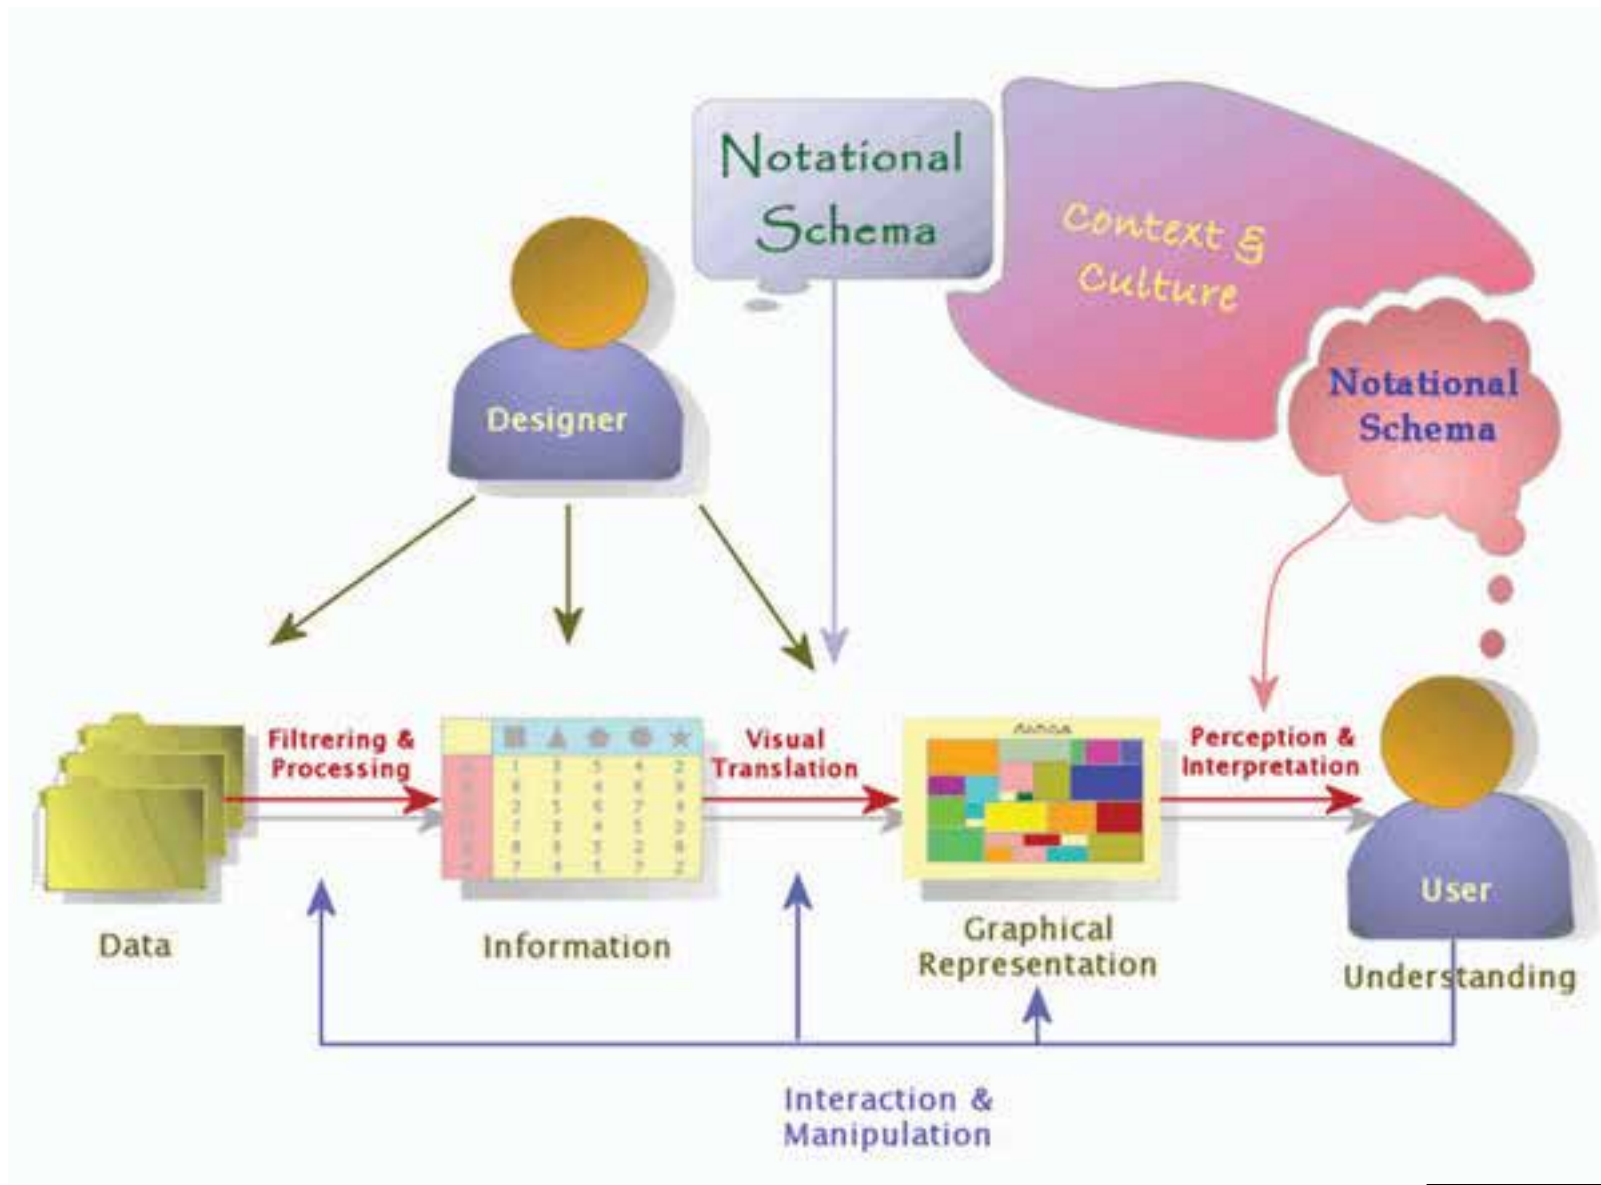 Notational
Schema
Context &
Culture
Notational
Schema
Designer
Filtrering &
Processing
Visual
Translation
Perception &
Interpretation
User
Data
Information
Graphical
Representation
Understanding
Interaction &
Manipulation